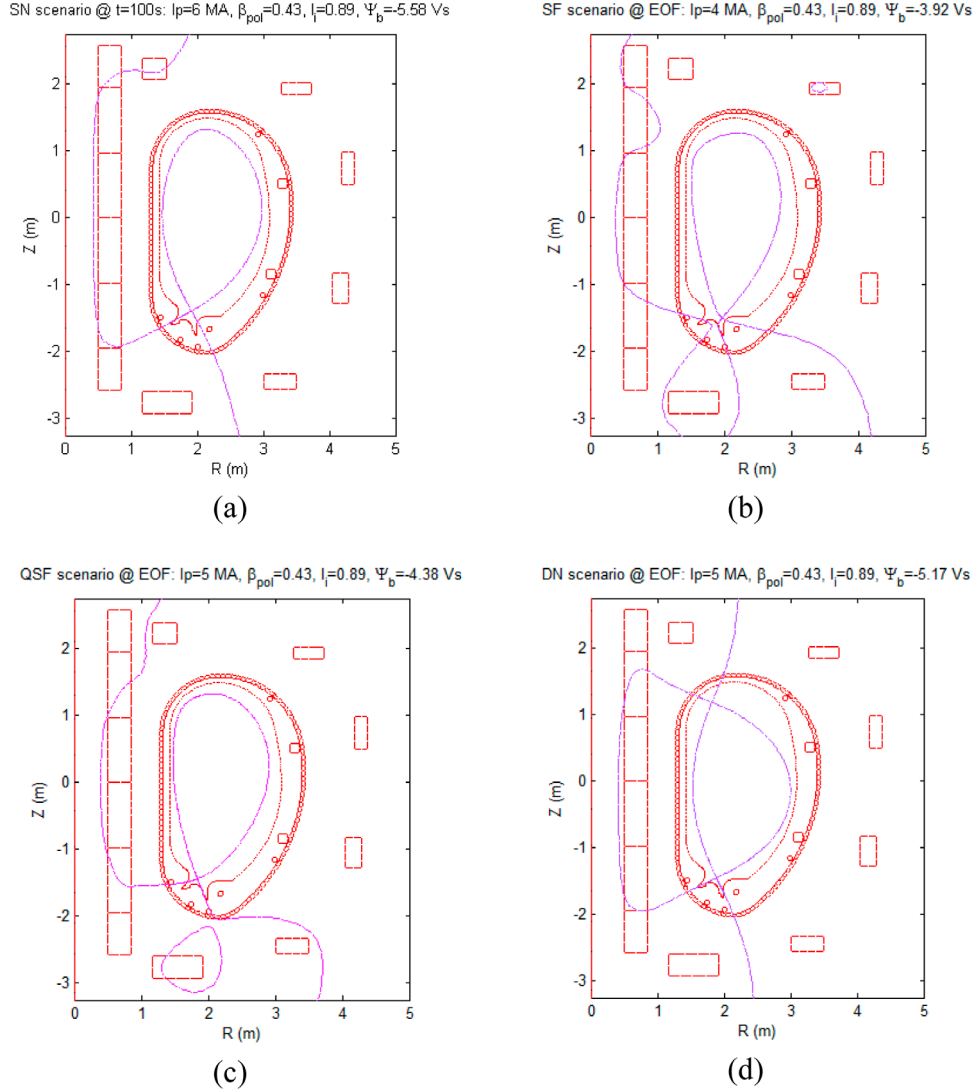 SN scenario @ t=100s: Ip=6 MA, βpol=0.43, li=0.89, Ψb=-5.58 Vs
2
1
0
-1
-2
-3
Z (m)
0 1 2 3 4 5
R (m)
(a)
SF scenario @ EOF: Ip=4 MA, βpol=0.43, li=0.89, Ψb=-3.92 Vs
2
1
0
-1
-2
-3
Z (m)
0 1 2 3 4 5
R (m)
(b)
QSF scenario @ EOF: Ip=5 MA, βpol=0.43, li=0.89, Ψb=-4.38 Vs
2
1
0
-1
-2
-3
Z (m)
0 1 2 3 4 5
R (m)
(c)
DN scenario @ EOF: Ip=5 MA, βpol=0.43, li=0.89, Ψb=-5.17 Vs
2
1
0
-1
-2
-3
Z (m)
0 1 2 3 4 5
R (m)
(d)